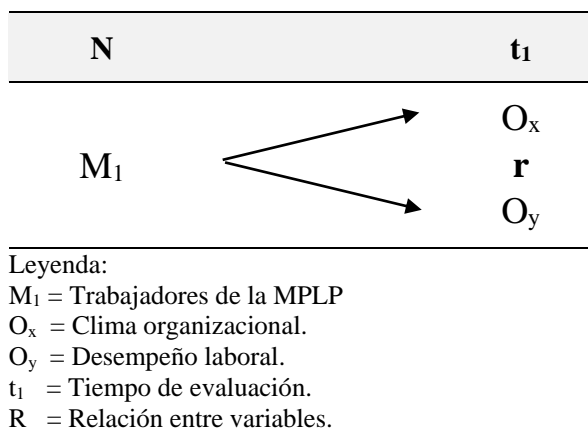 N t₁
Oₓ
M₁ r
Oᵧ
Leyenda:
M₁ = Trabajadores de la MPLP
Oₓ = Clima organizacional.
Oᵧ = Desempeño laboral.
t₁ = Tiempo de evaluación.
R = Relación entre variables.